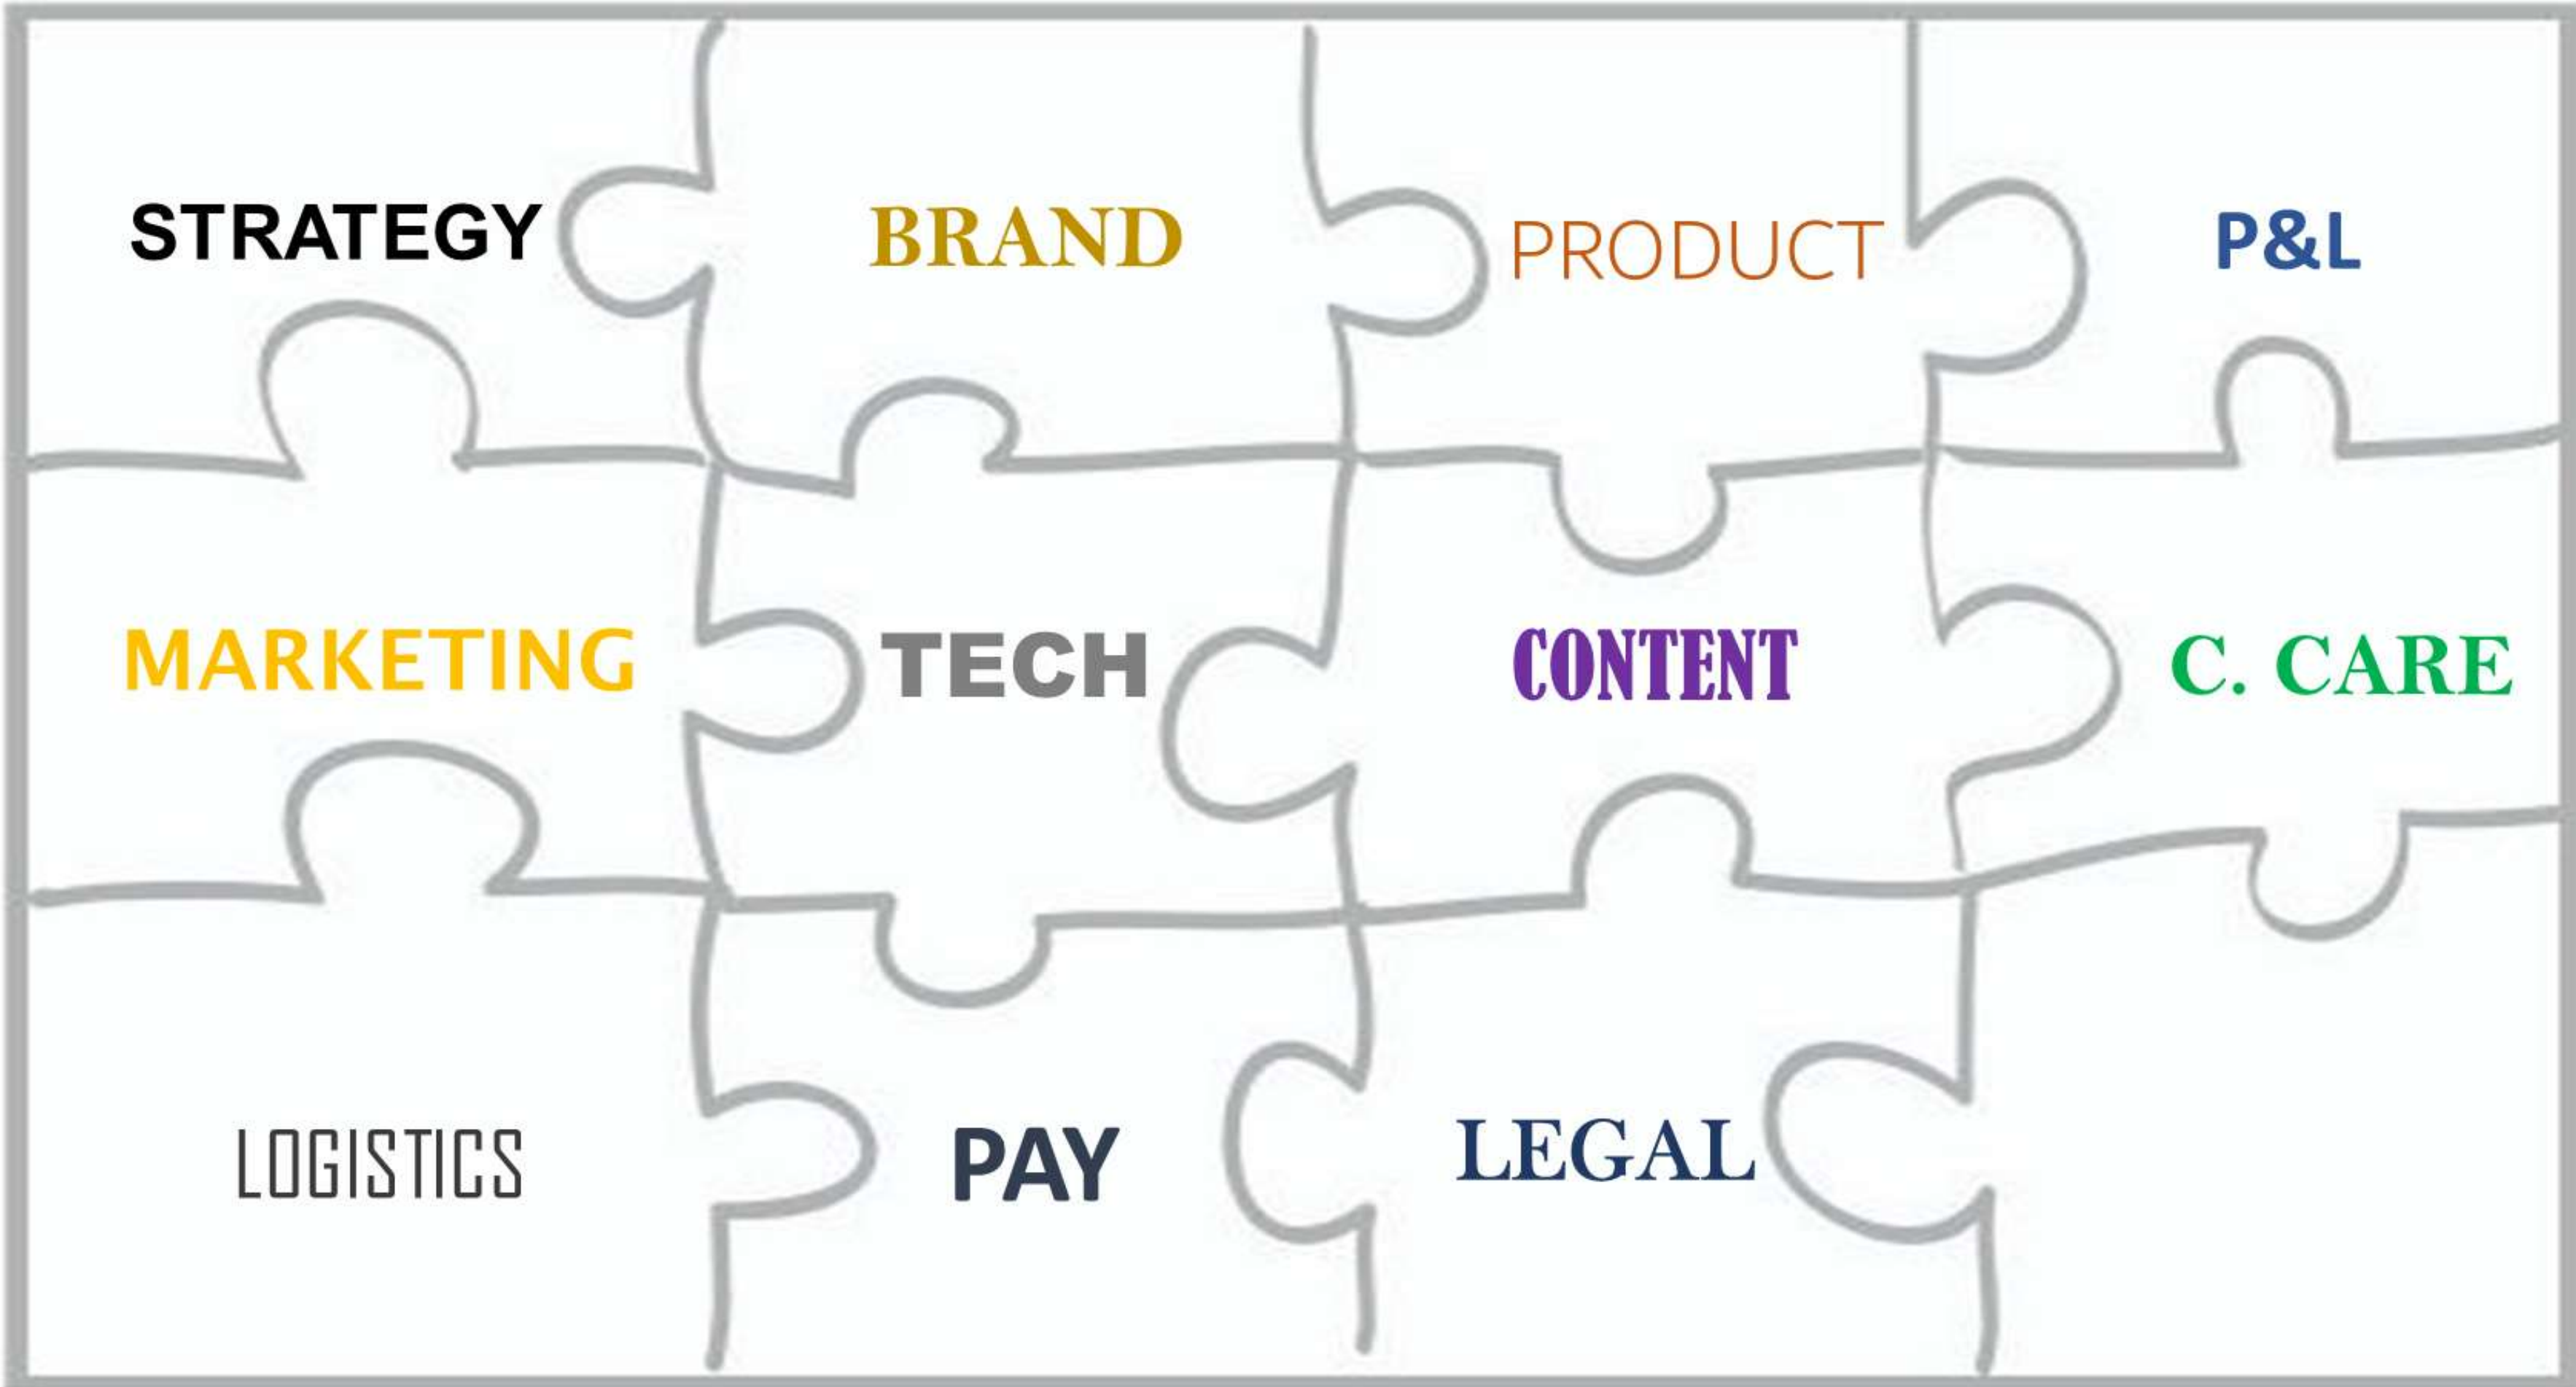 STRATEGY
BRAND
PRODUCT
P&L
MARKETING
TECH
CONTENT
C. CARE
LOGISTICS
PAY
LEGAL